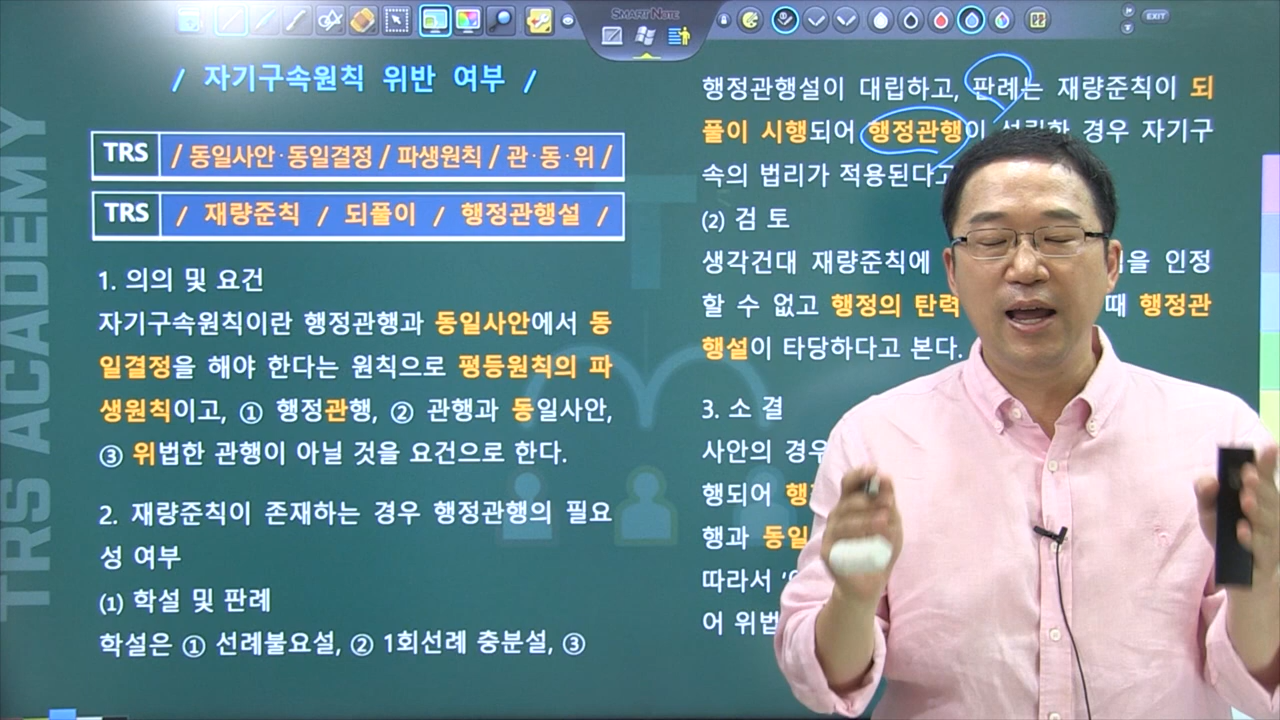 SMART NOTE
EXIT
TRS ACADEMY
/ 자기구속원칙 위반 여부 /
TRS / 동일사안·동일결정 / 파생원칙 / 관·동·위 /
TRS / 재량준칙 / 되풀이 / 행정관행설 /
1. 의의 및 요건
자기구속원칙이란 행정관행과 동일사안에서 동
일결정을 해야 한다는 원칙으로 평등원칙의 파
생원칙이고, ① 행정관행, ② 관행과 동일사안,
③ 위법한 관행이 아닐 것을 요건으로 한다.
2. 재량준칙이 존재하는 경우 행정관행의 필요
성 여부
(1) 학설 및 판례
학설은 ① 선례불요설, ② 1회선례 충분설, ③
행정관행설이 대립하고, 판례는 재량준칙이 되
풀이 시행되어 행정관행이 성립한 경우 자기구
속의 법리가 적용된다고
(2) 검 토
생각건대 재량준칙에 을 인정
할 수 없고 행정의 탄력 때 행정관
행설이 타당하다고 본다.
3. 소 결
사안의 경우
행되어
행과 동일
따라서
어 위법